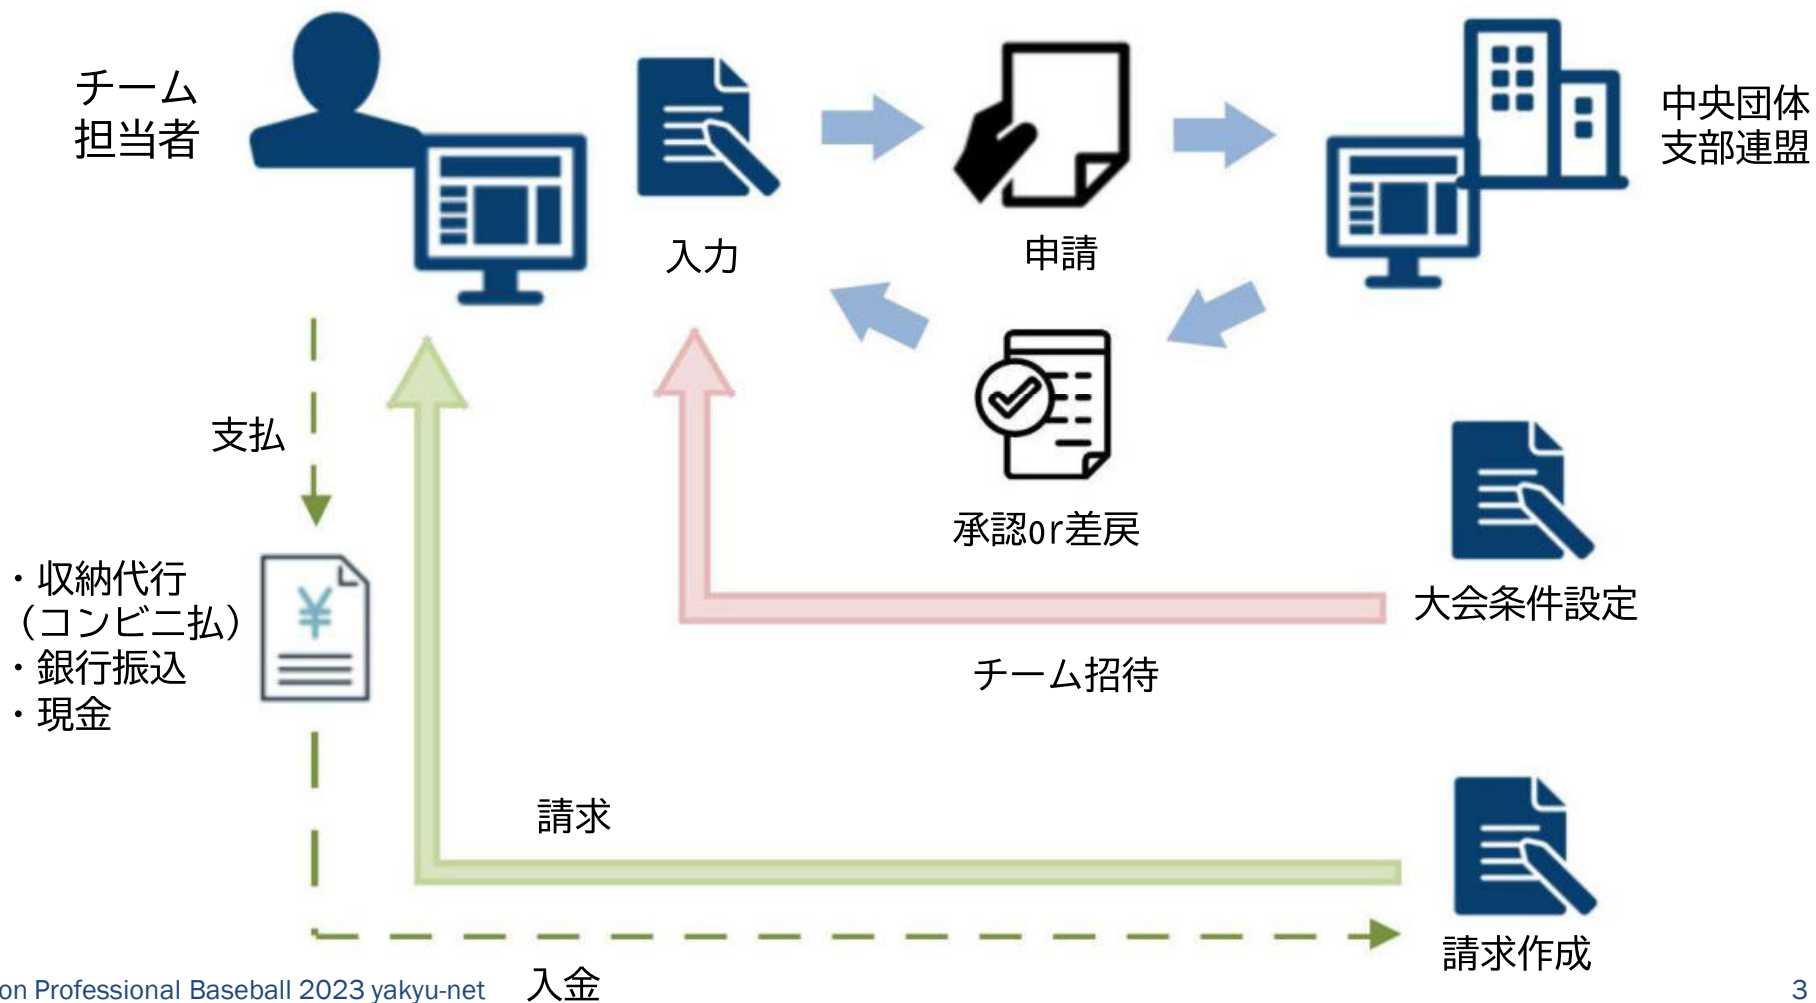 チーム
担当者
中央団体
支部連盟
入力
申請
支払
承認or差戻
大会条件設定
・収納代行
（コンビニ払）
・銀行振込
・現金
チーム招待
請求
請求作成
入金
on Professional Baseball 2023 yakyu-net
3